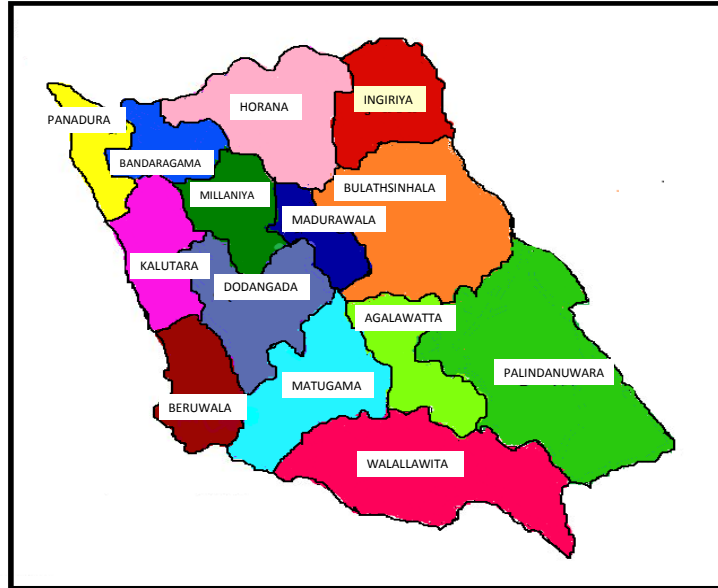 HORANA
INGIRIYA
PANADURA
BANDARAGAMA
MILLANIYA
BULATHSINHALA
MADURAWALA
KALUTARA
DODANGADA
AGALAWATTA
PALINDANUWARA
MATUGAMA
BERUWALA
WALALLAWITA